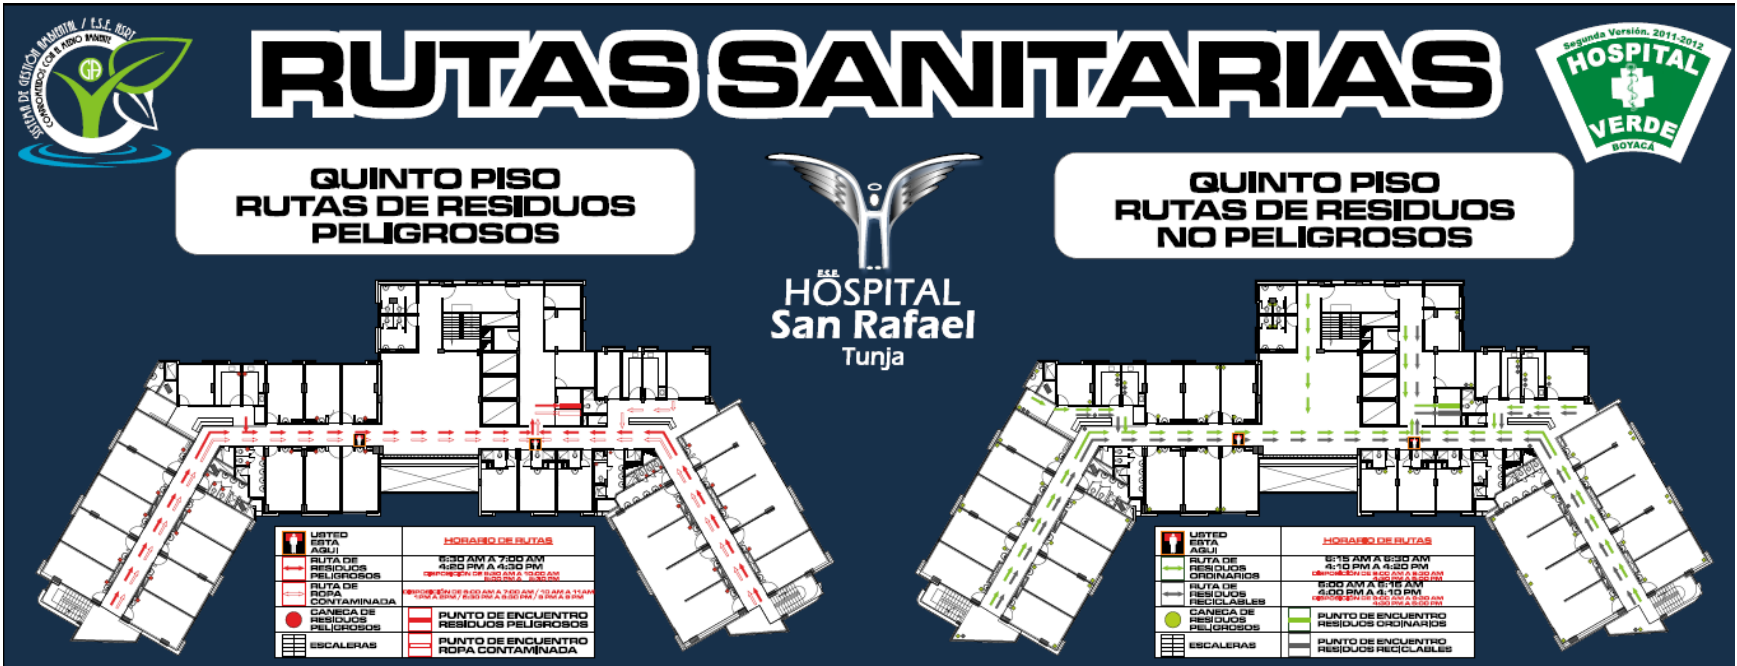 SISTEMA DE GESTIÓN AMBIENTAL / E.S.E. HSRT
COMPROMETIDOS CON EL MEDIO AMBIENTE
GA
RUTAS SANITARIAS
Segunda Versión. 2011-2012
HOSPITAL
VERDE
BOYACÁ
QUINTO PISO
RUTAS DE RESIDUOS
PELIGROSOS
E.S.E.
HOSPITAL
San Rafael
Tunja
QUINTO PISO
RUTAS DE RESIDUOS
NO PELIGROSOS
USTED
ESTA
AQUI
HORARIO DE RUTAS
RUTA DE
RESIDUOS
PELIGROSOS
6:30 AM A 7:00 AM
4:20 PM A 4:30 PM
RUTA DE
ROPA
CONTAMINADA
CANECA DE
RESIDUOS
PELIGROSOS
PUNTO DE ENCUENTRO
RESIDUOS PELIGROSOS
ESCALERAS
PUNTO DE ENCUENTRO
ROPA CONTAMINADA
USTED
ESTA
AQUI
HORARIO DE RUTAS
RUTA DE
RESIDUOS
ORDINARIOS
6:15 AM A 6:30 AM
4:10 PM A 4:20 PM
RUTA DE
RESIDUOS
RECICLABLES
6:00 AM A 6:15 AM
4:00 PM A 4:10 PM
CANECA DE
RESIDUOS
PELIGROSOS
PUNTO DE ENCUENTRO
RESIDUOS ORDINARIOS
ESCALERAS
PUNTO DE ENCUENTRO
RESIDUOS RECICLABLES